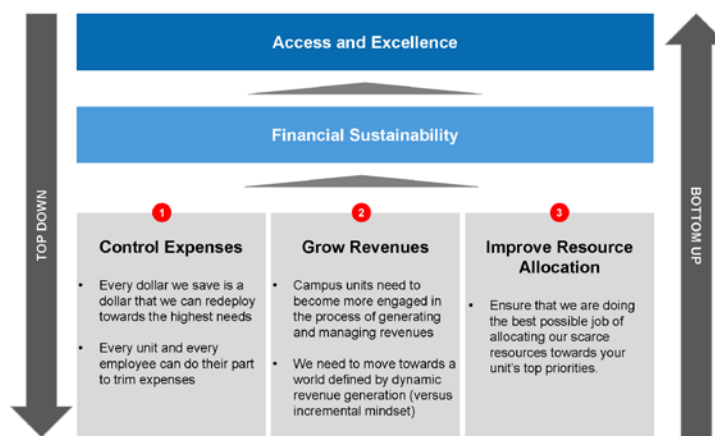 Access and Excellence
Financial Sustainability
TOP DOWN
BOTTOM UP
1
Control Expenses
• Every dollar we save is a
dollar that we can redeploy
towards the highest needs
• Every unit and every
employee can do their part
to trim expenses
2
Grow Revenues
• Campus units need to
become more engaged in
the process of generating
and managing revenues
• We need to move towards a
world defined by dynamic
revenue generation (versus
incremental mindset)
3
Improve Resource
Allocation
• Ensure that we are doing
the best possible job of
allocating our scarce
resources towards your
unit's top priorities.